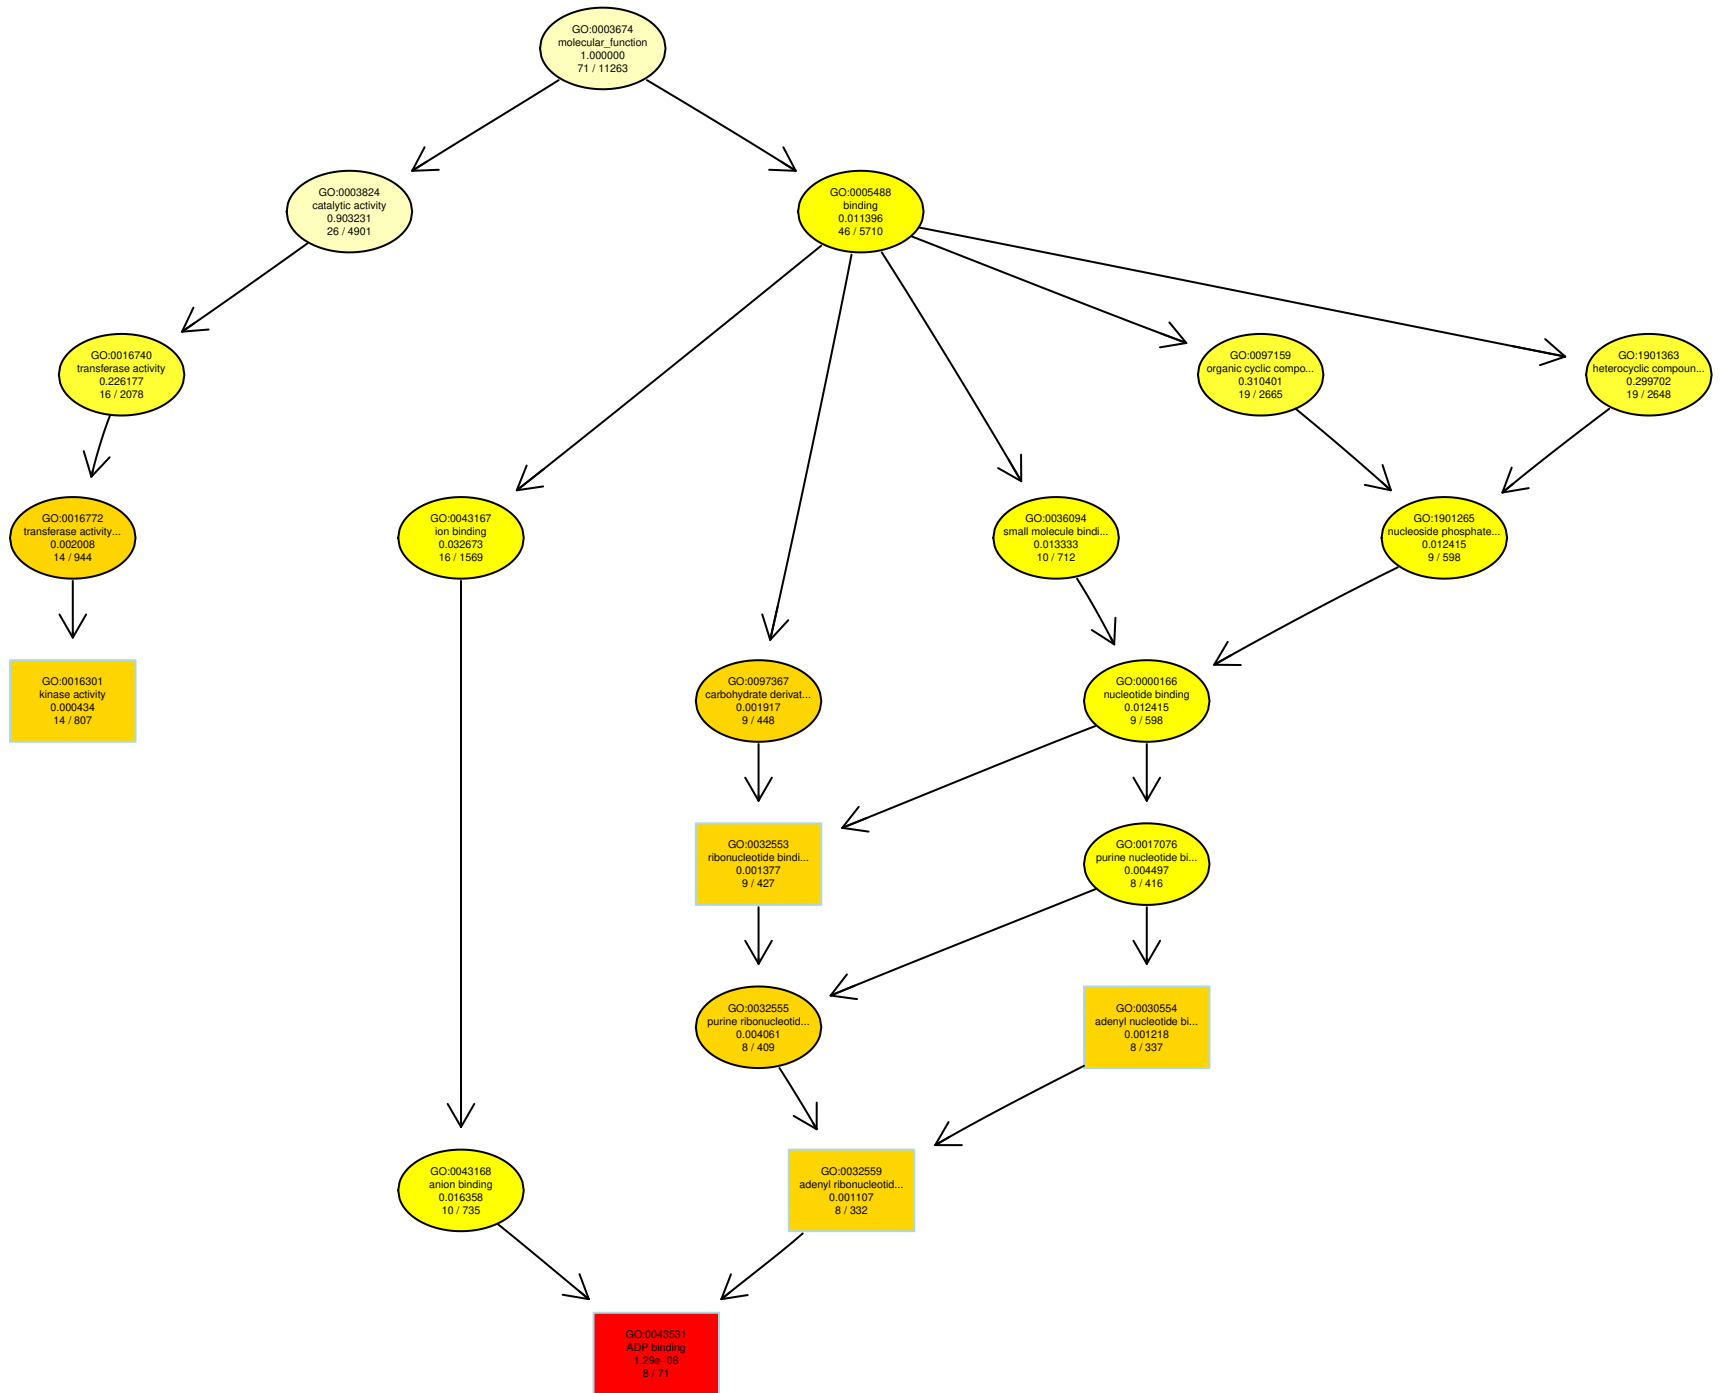 GO:0003674
molecular_function
1.000000
71 / 11263
GO:0003824
catalytic activity
0.903231
26 / 4901
GO:0005488
binding
0.011396
46 / 5710
GO:0016740
transferase activity
0.226177
16 / 2078
GO:0097159
organic cyclic compo...
0.310401
19 / 2665
GO:1901363
heterocyclic compoun...
0.299702
19 / 2648
GO:0016772
transferase activity...
0.002008
14 / 944
GO:0043167
ion binding
0.032673
16 / 1569
GO:0036094
small molecule bindi...
0.013333
10 / 712
GO:1901265
nucleoside phosphate...
0.012415
9 / 598
GO:0016301
kinase activity
0.000434
14 / 807
GO:0097367
carbohydrate derivat...
0.001917
9 / 448
GO:0000166
nucleotide binding
0.012415
9 / 598
GO:0032553
ribonucleotide bindi...
0.001377
9 / 427
GO:0017076
purine nucleotide bi...
0.004497
8 / 416
GO:0032555
purine ribonucleotid...
0.004061
8 / 409
GO:0030554
adenyl nucleotide bi...
0.001218
8 / 337
GO:0043168
anion binding
0.016358
10 / 735
GO:0032559
adenyl ribonucleotid...
0.001107
8 / 332
GO:0043531
ADP binding
1.29e−08
8 / 71